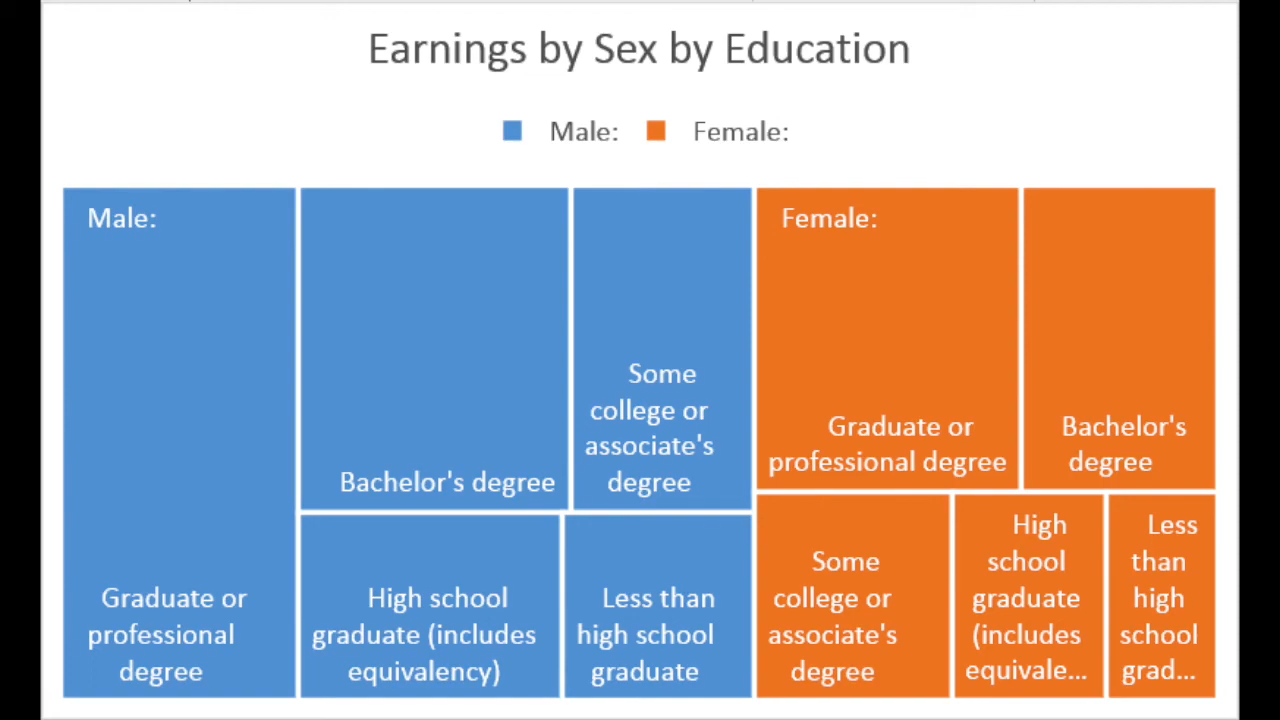 Earnings by Sex by Education
Male: Female:
Male:
Graduate or
professional
degree
Bachelor's degree
Some
college or
associate's
degree
High school
graduate (includes
equivalency)
Less than
high school
graduate
Female:
Graduate or
professional degree
Bachelor's
degree
Some
college or
associate's
degree
High
school
graduate
(includes
equivale...
Less
than
high
school
grad...